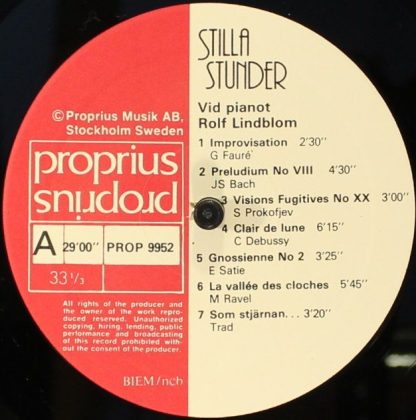 STILLA
STUNDER
Vid pianot
Rolf Lindblom
1 Improvisation 2'30"
G Fauré
2 Preludium No VIII 4'30"
JS Bach
3 Visions Fugitives No XX 3'00"
S Prokofjev
4 Clair de lune 6'15"
C Debussy
5 Gnossienne No 2 3'25"
E Satie
6 La vallée des cloches 5'45"
M Ravel
7 Som stjärnan... 3'20"
Trad
© Proprius Musik AB,
Stockholm Sweden
proprius
proprius
A 29'00" PROP 9952
33 1/3
All rights of the producer and
the owner of the work repro-
duced reserved. Unauthorized
copying, hiring, lending, public
performance and broadcasting
of this record prohibited with-
out the consent of the producer.
BIEM/ncb